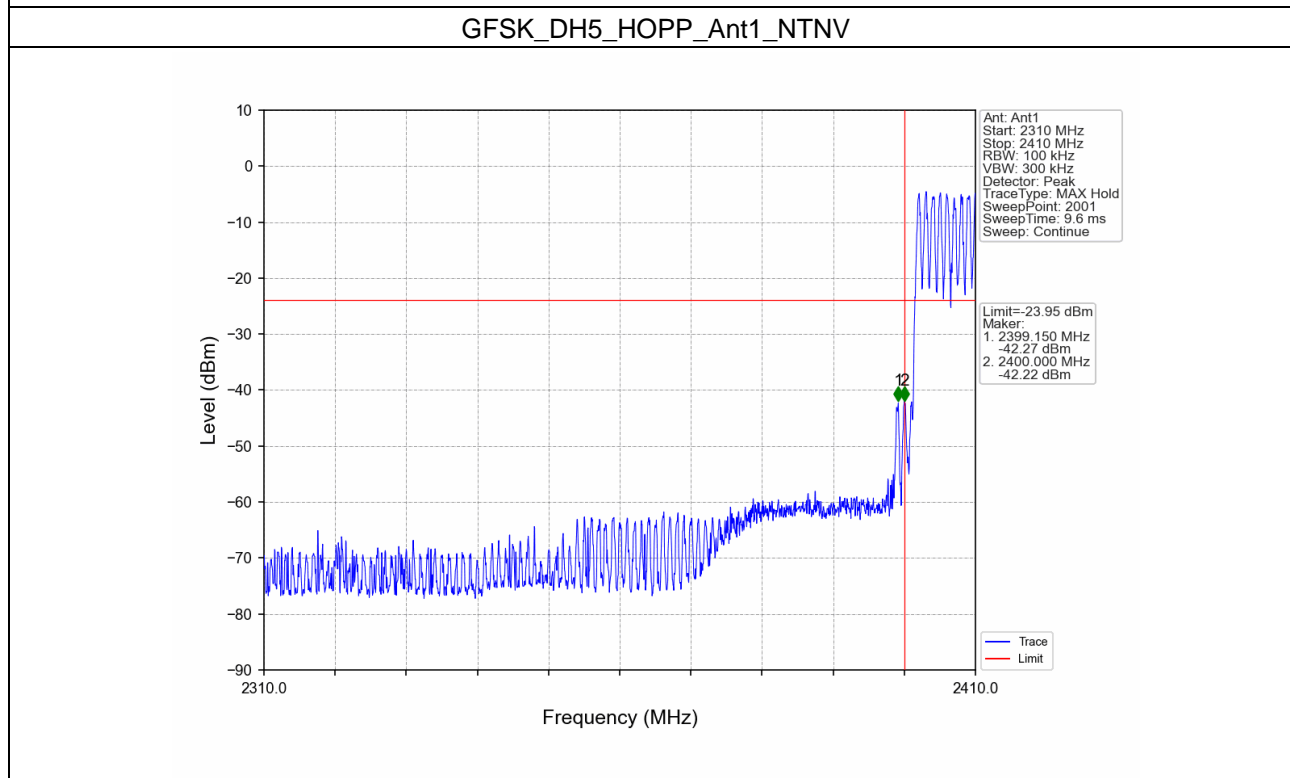 GFSK_DH5_HOPP_Ant1_NTNV
10
0
−10
−20
−30
−40
−50
−60
−70
−80
−90
Level (dBm)
2310.0
2410.0
Frequency (MHz)
12
Ant: Ant1
Start: 2310 MHz
Stop: 2410 MHz
RBW: 100 kHz
VBW: 300 kHz
Detector: Peak
TraceType: MAX Hold
SweepPoint: 2001
SweepTime: 9.6 ms
Sweep: Continue
Limit=-23.95 dBm
Maker:
1. 2399.150 MHz
-42.27 dBm
2. 2400.000 MHz
-42.22 dBm
Trace
Limit